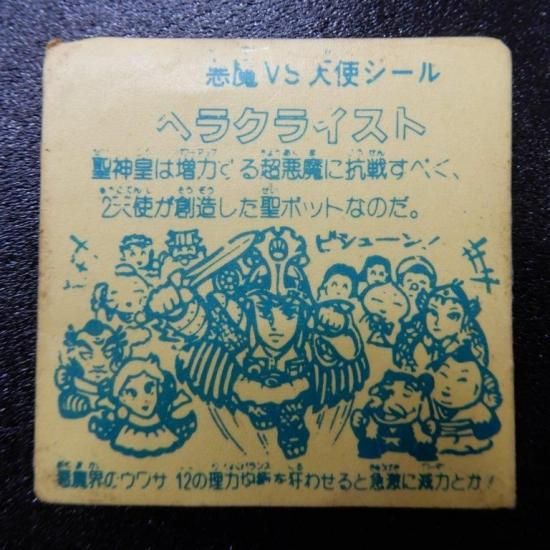 悪魔VS天使シール
ヘラクライスト
聖神皇は増力する超悪魔に抗戦すべく、
12天使が創造した聖ボットなのだ。
ビシューン!
悪魔界のウワサ 12の理力均衡を狂わせると急激に減力とか!